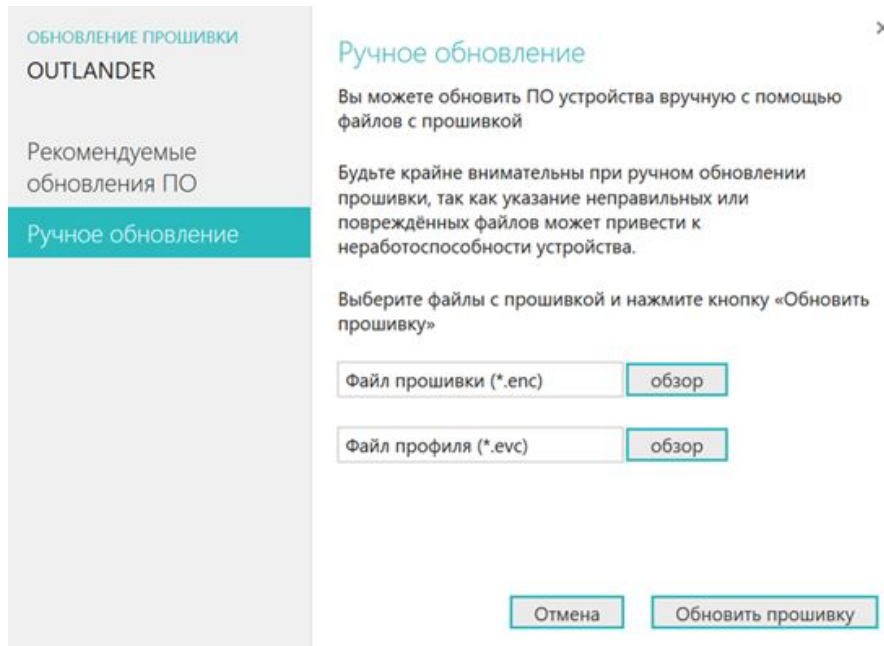 ОБНОВЛЕНИЕ ПРОШИВКИ
OUTLANDER
Рекомендуемые
обновления ПО
Ручное обновление
Ручное обновление
Вы можете обновить ПО устройства вручную с помощью
файлов с прошивкой
Будьте крайне внимательны при ручном обновлении
прошивки, так как указание неправильных или
повреждённых файлов может привести к
неработоспособности устройства.
Выберите файлы с прошивкой и нажмите кнопку «Обновить
прошивку»
Файл прошивки (*.enc)
обзор
Файл профиля (*.evc)
обзор
Отмена
Обновить прошивку